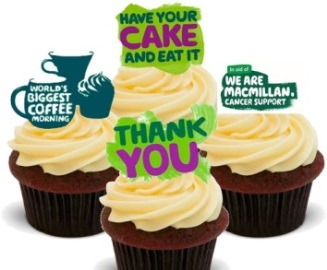 HAVE YOUR
CAKE
AND EAT IT
WORLD'S
BIGGEST
COFFEE
MORNING
In aid of
WE ARE
MACMILLAN.
CANCER SUPPORT
THANK
YOU